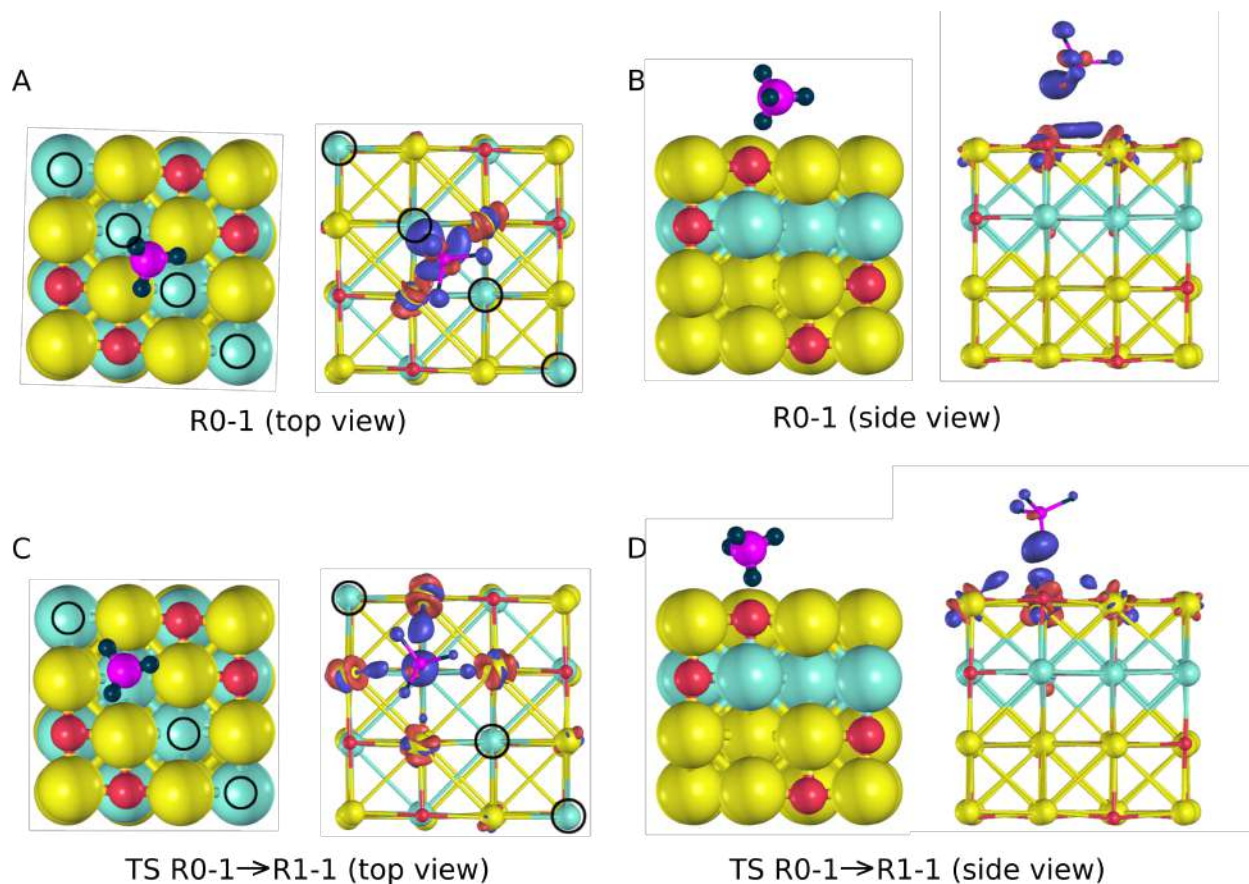 A
B
R0-1 (top view)
R0-1 (side view)
C
D
TS R0-1→R1-1 (top view)
TS R0-1→R1-1 (side view)